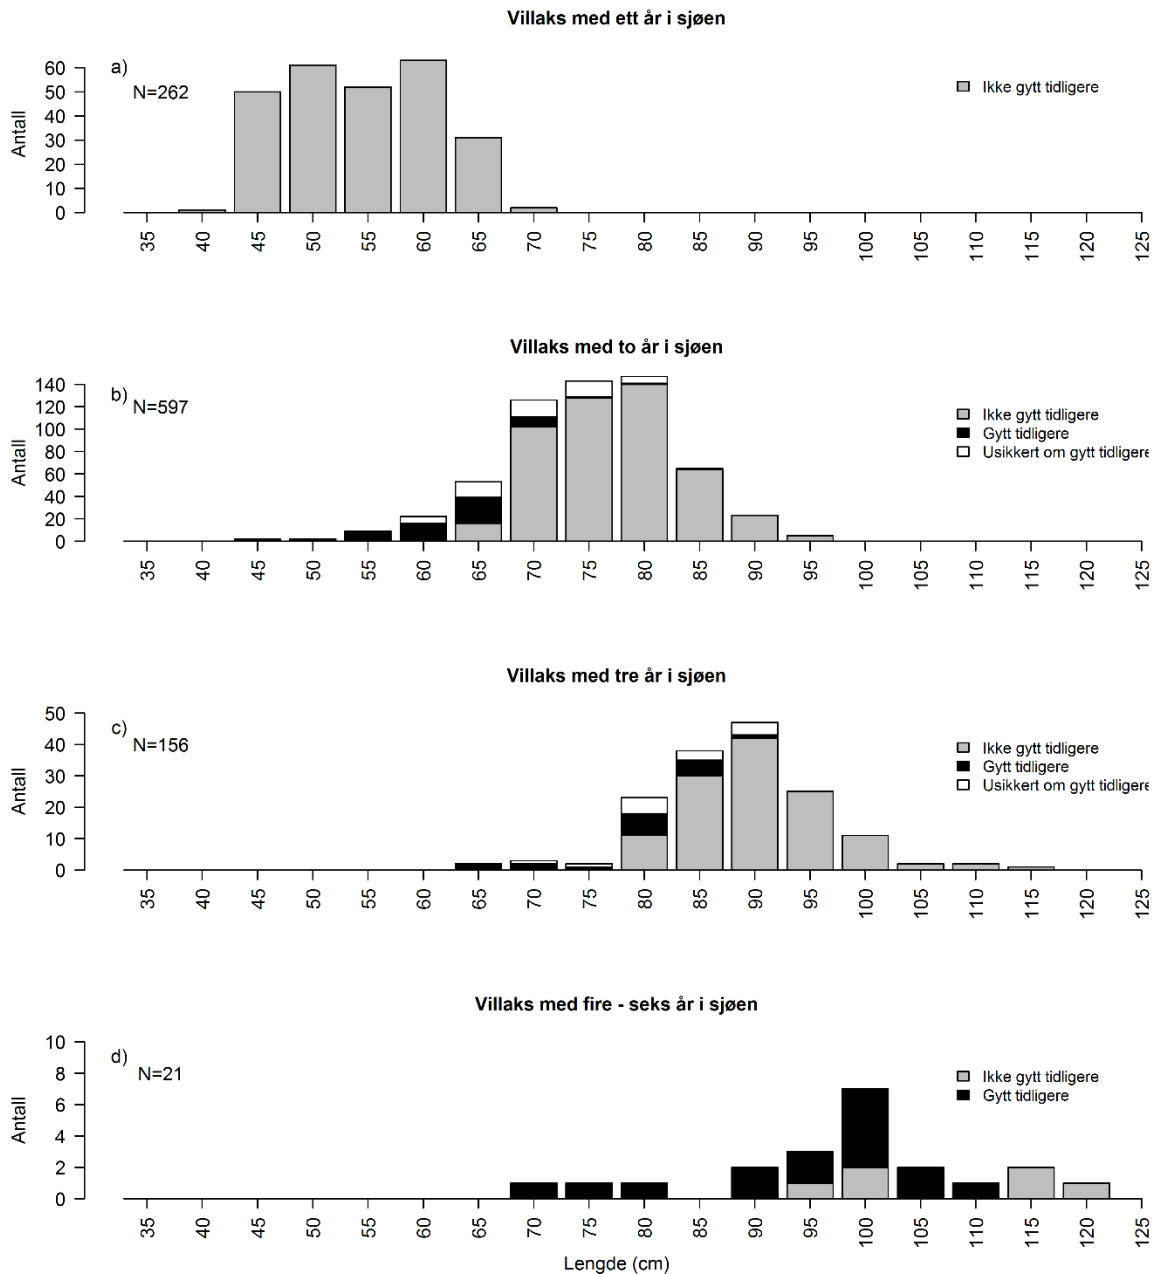 Villaks med ett år i sjøen
a)
N=262
Ikke gytt tidligere
Antall
60
50
40
30
20
10
0
35 40 45 50 55 60 65 70 75 80 85 90 95 100 105 110 115 120 125
Villaks med to år i sjøen
b)
N=597
Ikke gytt tidligere
Gytt tidligere
Usikkert om gytt tidligere
Antall
140
120
100
80
60
40
20
0
35 40 45 50 55 60 65 70 75 80 85 90 95 100 105 110 115 120 125
Villaks med tre år i sjøen
c)
N=156
Ikke gytt tidligere
Gytt tidligere
Usikkert om gytt tidligere
Antall
50
40
30
20
10
0
35 40 45 50 55 60 65 70 75 80 85 90 95 100 105 110 115 120 125
Villaks med fire - seks år i sjøen
d)
N=21
Ikke gytt tidligere
Gytt tidligere
Antall
10
8
6
4
2
0
35 40 45 50 55 60 65 70 75 80 85 90 95 100 105 110 115 120 125
Lengde (cm)